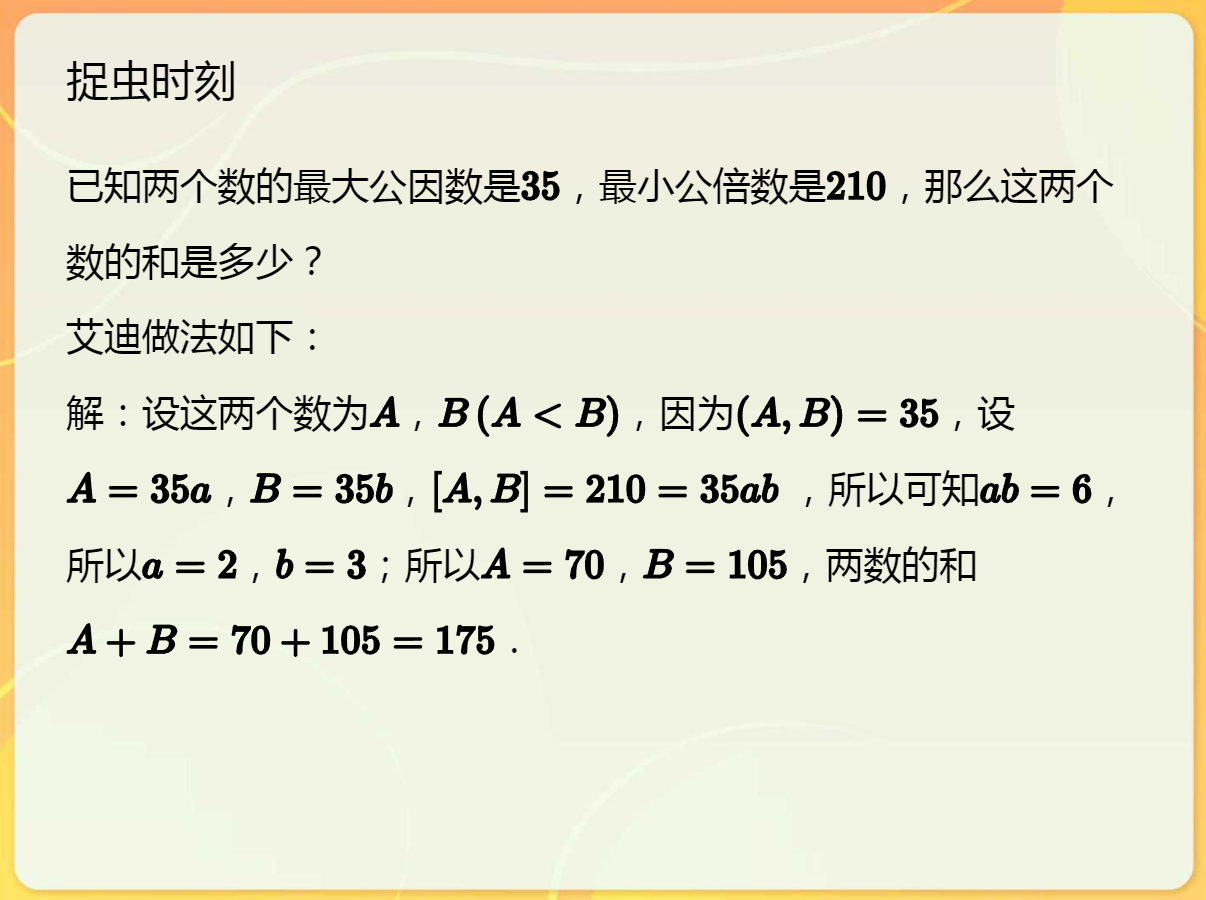 捉虫时刻
已知两个数的最大公因数是35，最小公倍数是210，那么这两个
数的和是多少？
艾迪做法如下：
解：设这两个数为A，B(A < B)，因为(A, B) = 35，设
A = 35a，B = 35b，[A, B] = 210 = 35ab ，所以可知ab = 6，
所以a = 2，b = 3；所以A = 70，B = 105，两数的和
A + B = 70 + 105 = 175．